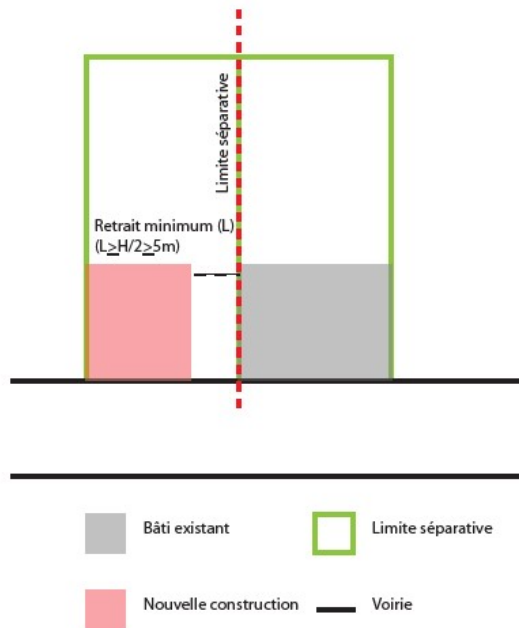 Limite séparative
Retrait minimum (L)
(L≥H/2≥5m)
Bâti existant
Limite séparative
Nouvelle construction
Voirie